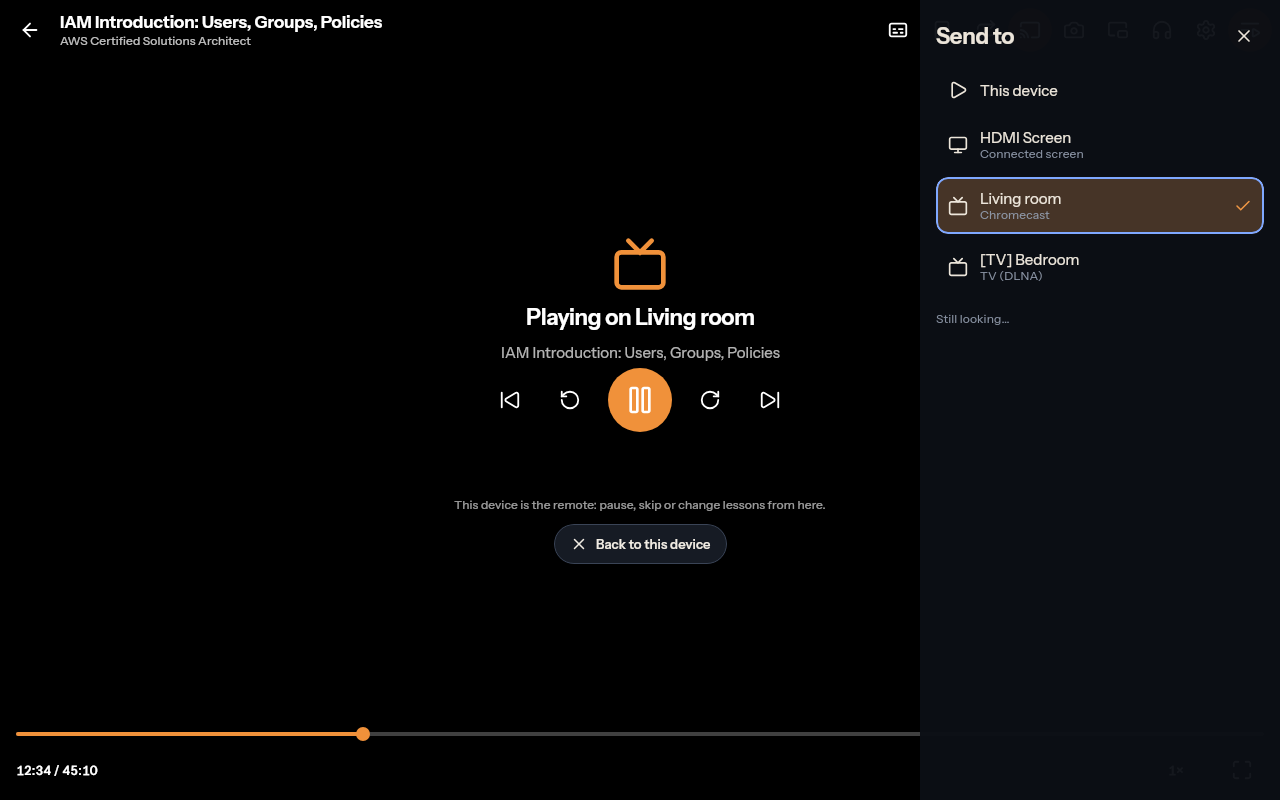 IAM Introduction: Users, Groups, Policies
AWS Certified Solutions Architect
Send to
This device
HDMI Screen
Connected screen
Living room
Chromecast
[TV] Bedroom
TV (DLNA)
Still looking…
Playing on Living room
IAM Introduction: Users, Groups, Policies
This device is the remote: pause, skip or change lessons from here.
Back to this device
12:34 / 45:10
1×